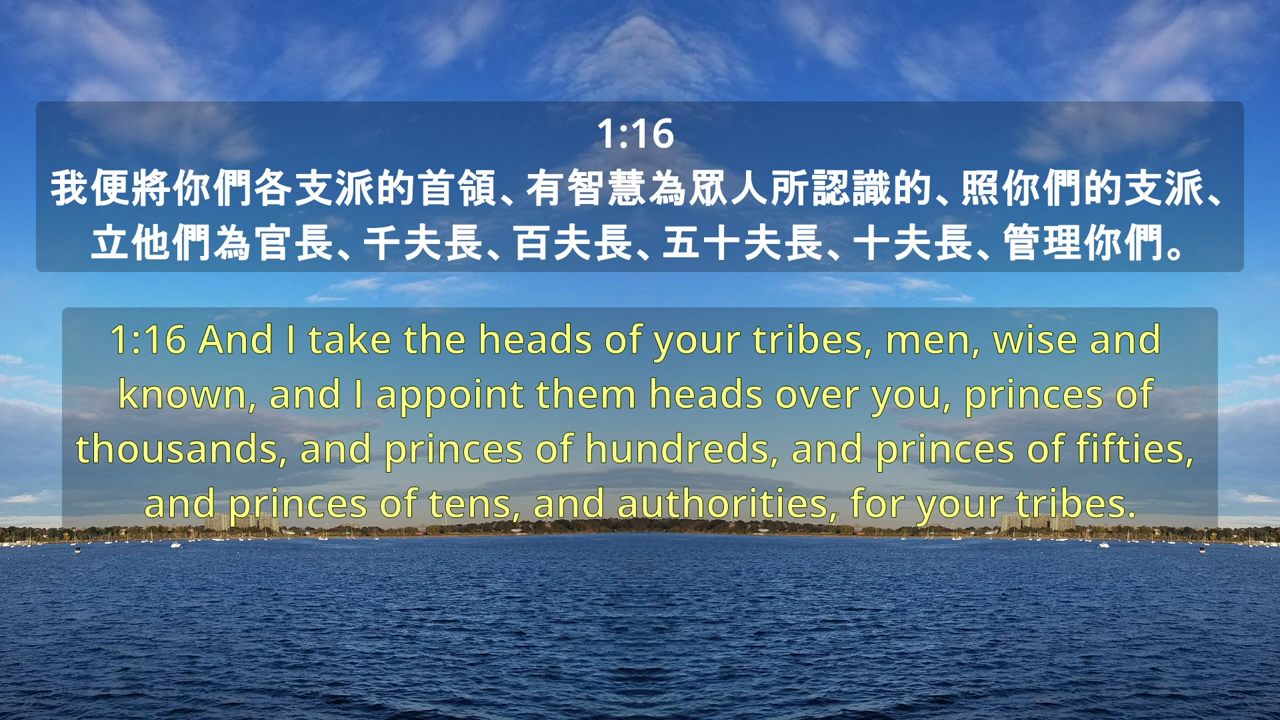 1:16
我便將你們各支派的首領、有智慧為眾人所認識的、照你們的支派、
立他們為官長、千夫長、百夫長、五十夫長、十夫長、管理你們。
1:16 And I take the heads of your tribes, men, wise and
known, and I appoint them heads over you, princes of
thousands, and princes of hundreds, and princes of fifties,
and princes of tens, and authorities, for your tribes.